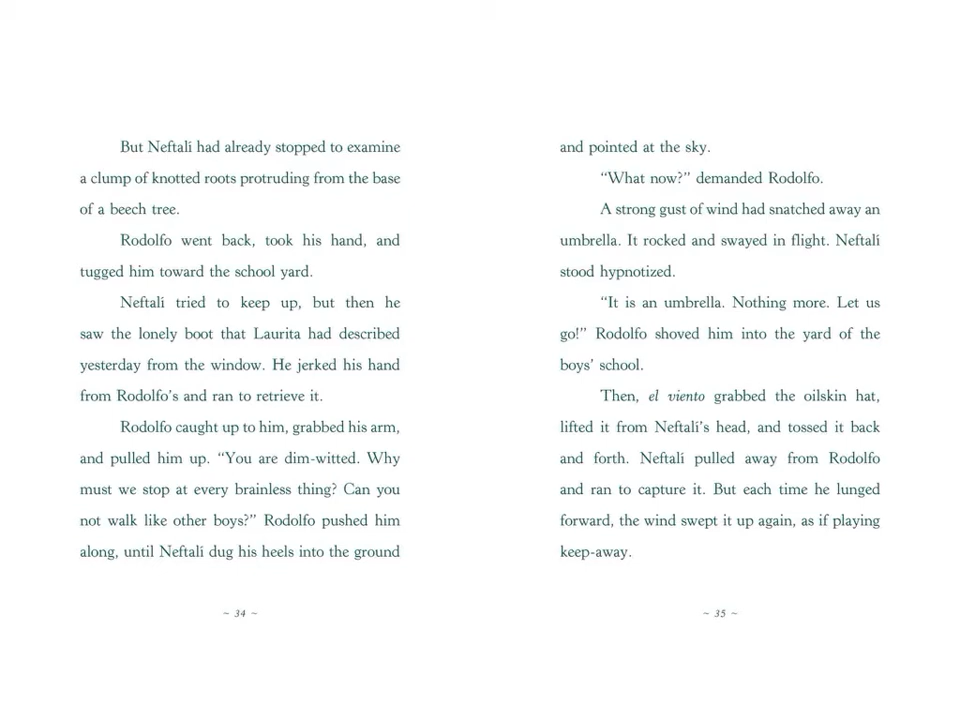 But Neftalí had already stopped to examine
a clump of knotted roots protruding from the base
of a beech tree.
Rodolfo went back, took his hand, and
tugged him toward the school yard.
Neftalí tried to keep up, but then he
saw the lonely boot that Laurita had described
yesterday from the window. He jerked his hand
from Rodolfo’s and ran to retrieve it.
Rodolfo caught up to him, grabbed his arm,
and pulled him up. “You are dim-witted. Why
must we stop at every brainless thing? Can you
not walk like other boys?” Rodolfo pushed him
along, until Neftalí dug his heels into the ground
~ 34 ~
and pointed at the sky.
“What now?” demanded Rodolfo.
A strong gust of wind had snatched away an
umbrella. It rocked and swayed in flight. Neftalí
stood hypnotized.
“It is an umbrella. Nothing more. Let us
go!” Rodolfo shoved him into the yard of the
boys’ school.
Then, el viento grabbed the oilskin hat,
lifted it from Neftalí’s head, and tossed it back
and forth. Neftalí pulled away from Rodolfo
and ran to capture it. But each time he lunged
forward, the wind swept it up again, as if playing
keep-away.
~ 35 ~